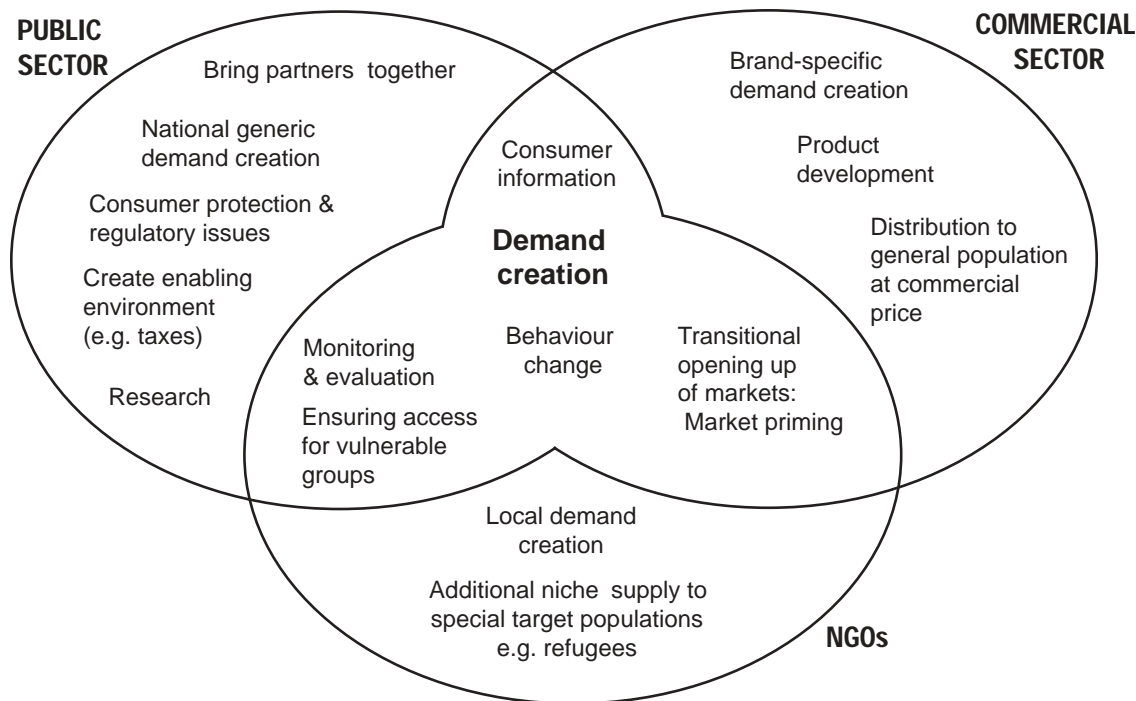 PUBLIC
SECTOR
Bring partners together
National generic
demand creation
Consumer protection &
regulatory issues
Create enabling
environment
(e.g. taxes)
Research
COMMERCIAL
SECTOR
Brand-specific
demand creation
Product
development
Distribution to
general population
at commercial
price
Consumer
information
Demand
creation
Behaviour
change
Monitoring
& evaluation
Ensuring access
for vulnerable
groups
Transitional
opening up
of markets:
Market priming
Local demand
creation
Additional niche supply to
special target populations
e.g. refugees
NGOs